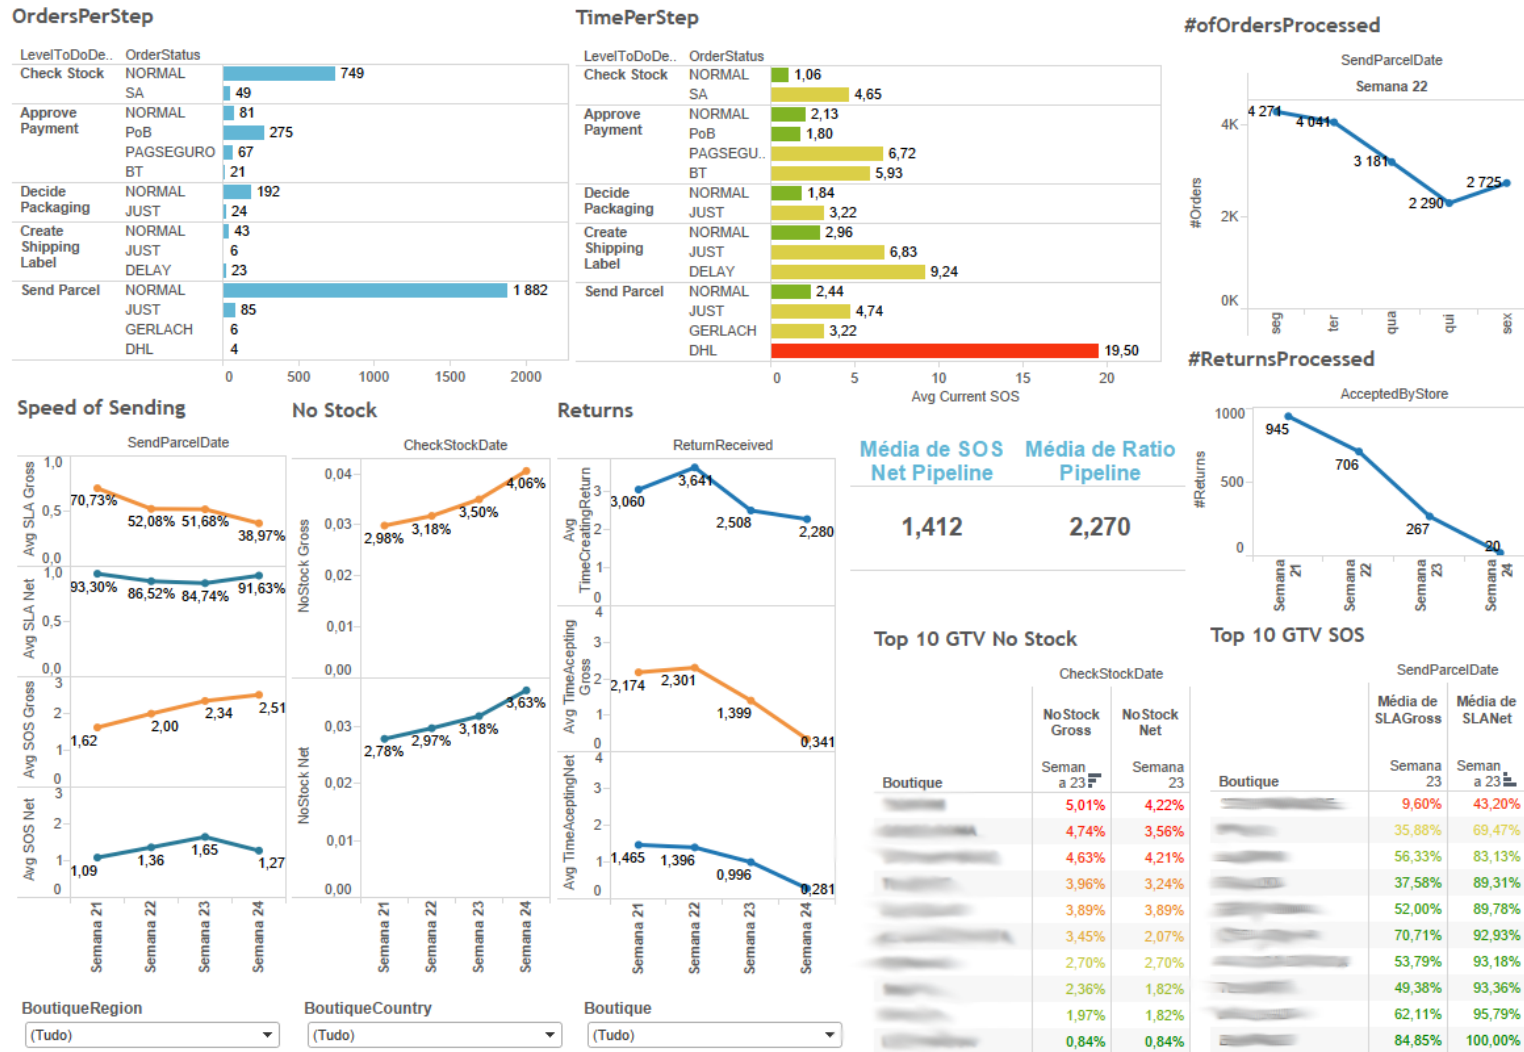 OrdersPerStep
LevelToDoDe.. OrderStatus
Check Stock NORMAL 749
SA 49
Approve Payment NORMAL 81
PoB 275
PAGSEGURO 67
BT 21
Decide Packaging NORMAL 192
JUST 24
Create Shipping Label NORMAL 43
JUST 6
DELAY 23
Send Parcel NORMAL 1 882
JUST 85
GERLACH 6
DHL 4
0 500 1000 1500 2000
TimePerStep
LevelToDoDe.. OrderStatus
Check Stock NORMAL 1,06
SA 4,65
Approve Payment NORMAL 2,13
PoB 1,80
PAGSEGU.. 6,72
BT 5,93
Decide Packaging NORMAL 1,84
JUST 3,22
Create Shipping Label NORMAL 2,96
JUST 6,83
DELAY 9,24
Send Parcel NORMAL 2,44
JUST 4,74
GERLACH 3,22
DHL 19,50
0 5 10 15 20
Avg Current SOS
#ofOrdersProcessed
SendParcelDate
Semana 22
#Orders
4K
2K
0K
4 271
4 041
3 181
2 290
2 725
seg ter qua qui sex
#ReturnsProcessed
AcceptedByStore
#Returns
1000
500
0
945
706
267
20
Semana 21
Semana 22
Semana 23
Semana 24
Speed of Sending
SendParcelDate
Avg SLA Gross
1,0
0,5
0,0
70,73%
52,08%
51,68%
38,97%
Avg SLA Net
1,0
0,5
0,0
93,30%
86,52%
84,74%
91,63%
Avg SOS Gross
3
2
1
0
1,62
2,00
2,34
2,51
Avg SOS Net
3
2
1
0
1,09
1,36
1,65
1,27
Semana 21
Semana 22
Semana 23
Semana 24
No Stock
CheckStockDate
NoStock Gross
0,04
0,03
0,02
0,01
0,00
2,98%
3,18%
3,50%
4,06%
NoStock Net
0,03
0,02
0,01
0,00
2,78%
2,97%
3,18%
3,63%
Semana 21
Semana 22
Semana 23
Semana 24
Returns
ReturnReceived
Avg TimeCreatingReturn
3
2
1
0
3,060
3,641
2,508
2,280
Avg TimeAcepting Gross
4
3
2
1
0
2,174
2,301
1,399
0,341
Avg TimeAceptingNet
4
3
2
1
0
1,465
1,396
0,996
0,281
Semana 21
Semana 22
Semana 23
Semana 24
Média de SOS Net Pipeline
1,412
Média de Ratio Pipeline
2,270
Top 10 GTV No Stock
CheckStockDate
NoStock Gross NoStock Net
Boutique Seman a 23 Semana 23
5,01% 4,22%
4,74% 3,56%
4,63% 4,21%
3,96% 3,24%
3,89% 3,89%
3,45% 2,07%
2,70% 2,70%
2,36% 1,82%
1,97% 1,82%
0,84% 0,84%
Top 10 GTV SOS
SendParcelDate
Média de SLAGross Média de SLANet
Boutique Semana 23 Seman a 23
9,60% 43,20%
35,88% 69,47%
56,33% 83,13%
37,58% 89,31%
52,00% 89,78%
70,71% 92,93%
53,79% 93,18%
49,38% 93,36%
62,11% 95,79%
84,85% 100,00%
BoutiqueRegion
(Tudo)
BoutiqueCountry
(Tudo)
Boutique
(Tudo)